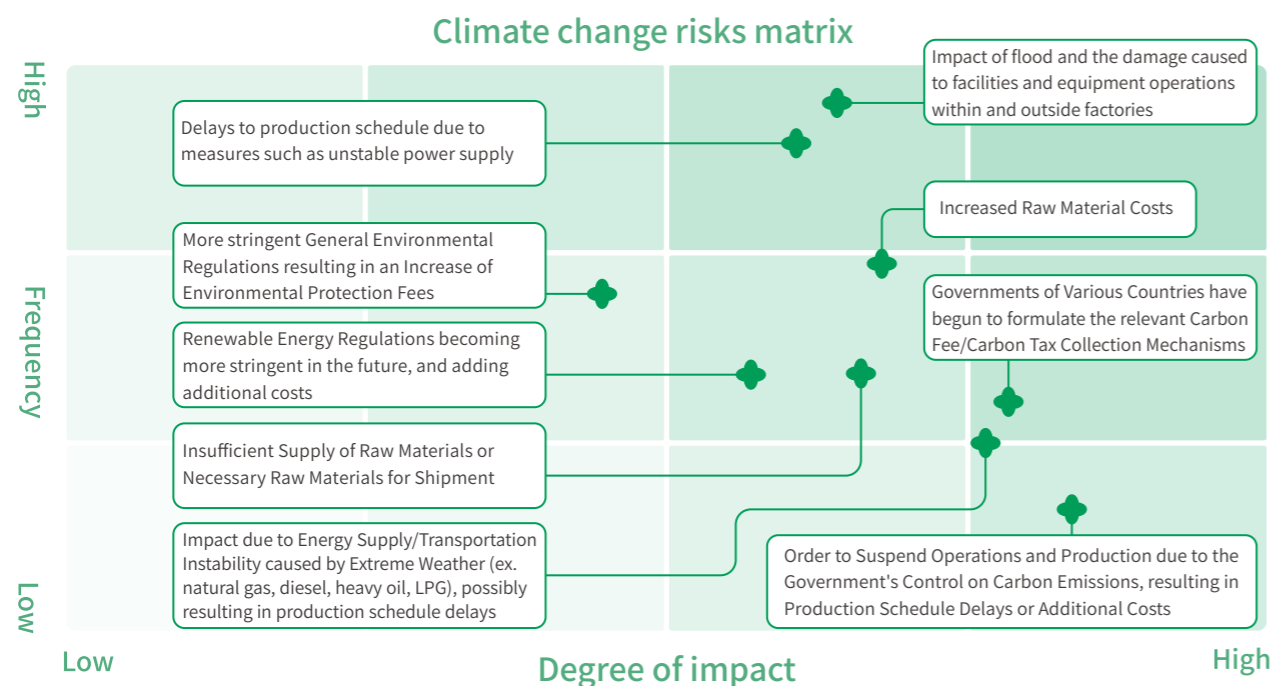 Climate change risks matrix
High
Frequency
Low
Impact of flood and the damage caused
to facilities and equipment operations
within and outside factories
Delays to production schedule due to
measures such as unstable power supply
Increased Raw Material Costs
More stringent General Environmental
Regulations resulting in an Increase of
Environmental Protection Fees
Governments of Various Countries have
begun to formulate the relevant Carbon
Fee/Carbon Tax Collection Mechanisms
Renewable Energy Regulations becoming
more stringent in the future, and adding
additional costs
Insufficient Supply of Raw Materials or
Necessary Raw Materials for Shipment
Impact due to Energy Supply/Transportation
Instability caused by Extreme Weather (ex.
natural gas, diesel, heavy oil, LPG), possibly
resulting in production schedule delays
Order to Suspend Operations and Production due to the
Government's Control on Carbon Emissions, resulting in
Production Schedule Delays or Additional Costs
Low
Degree of impact
High